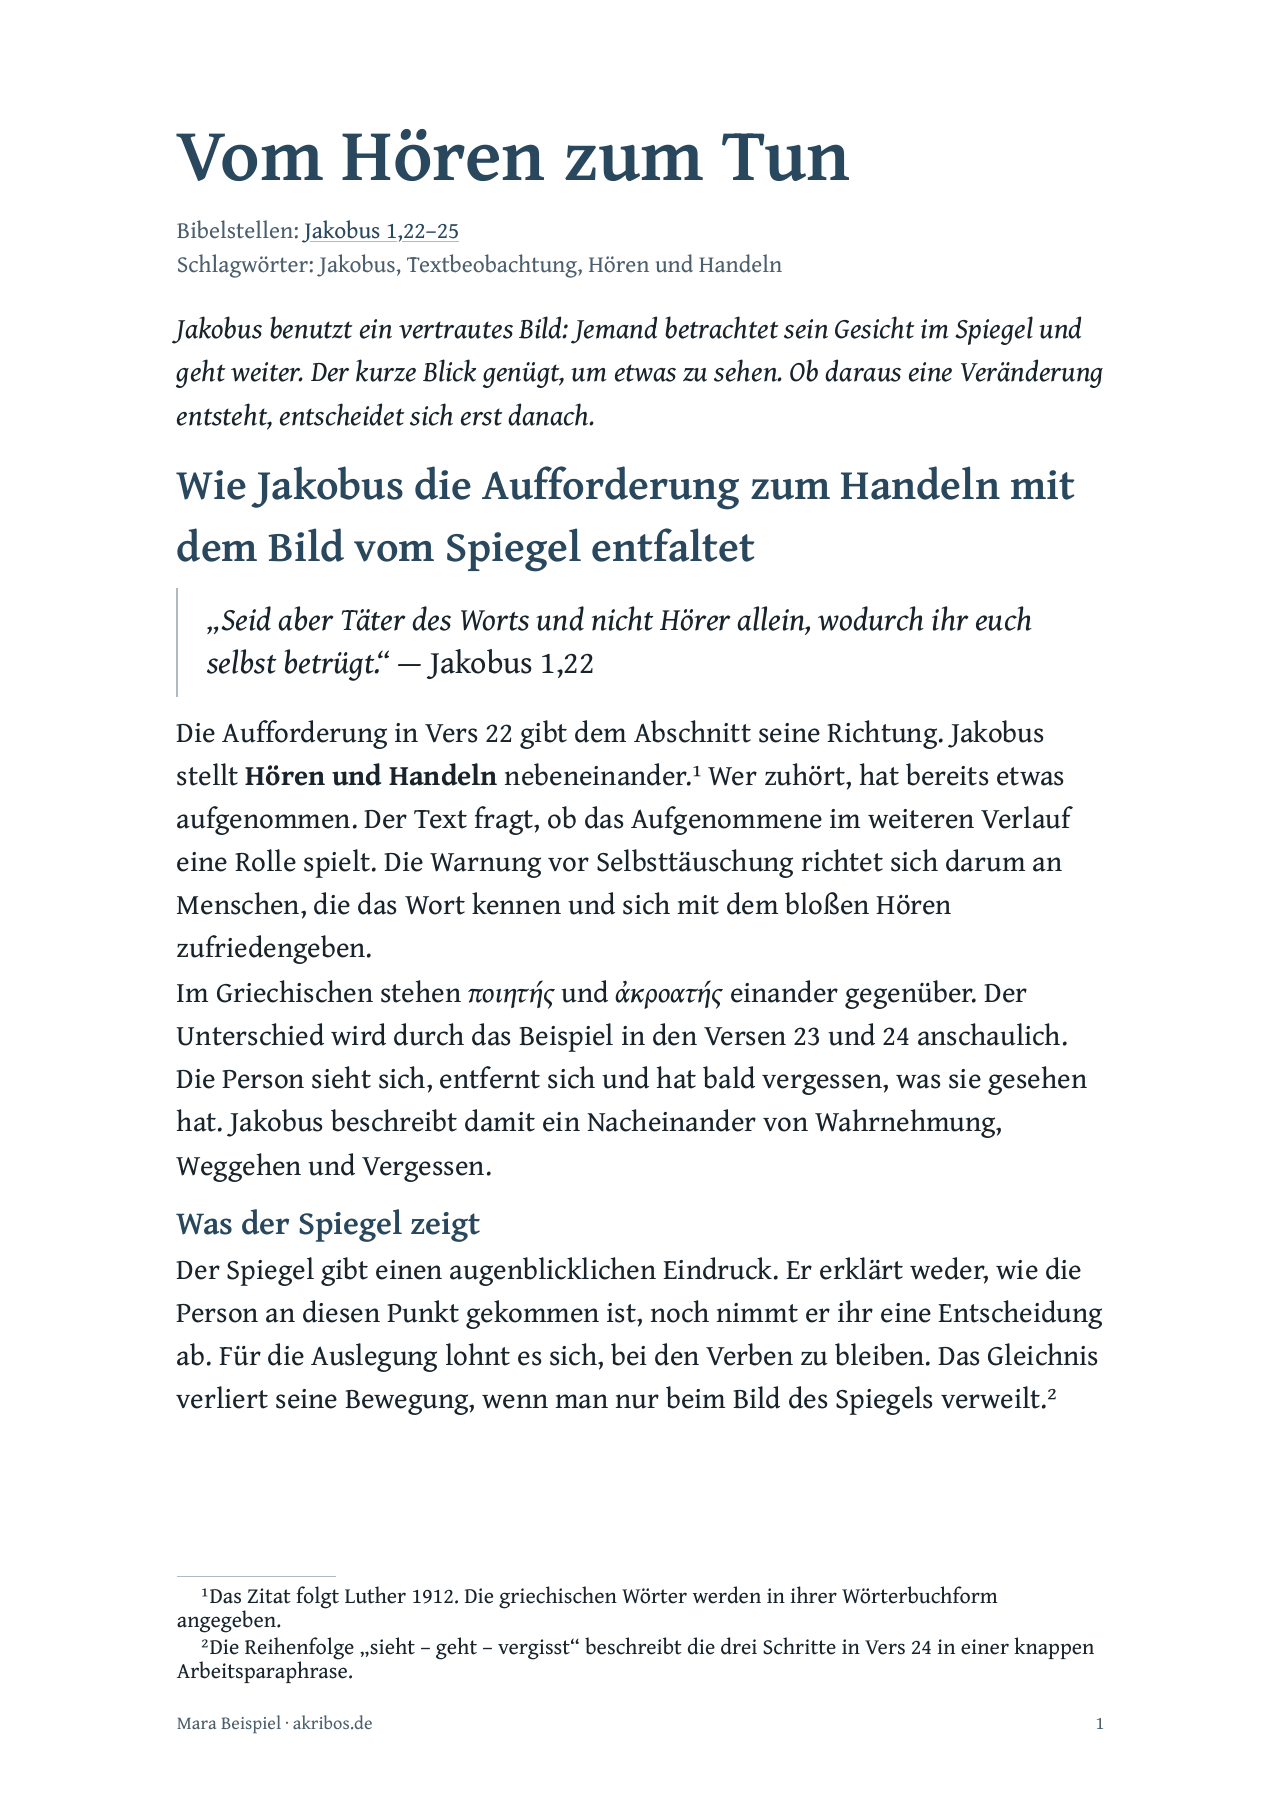 Vom Hören zum Tun
Bibelstellen: Jakobus 1,22–25
Schlagwörter: Jakobus, Textbeobachtung, Hören und Handeln
Jakobus benutzt ein vertrautes Bild: Jemand betrachtet sein Gesicht im Spiegel und
geht weiter. Der kurze Blick genügt, um etwas zu sehen. Ob daraus eine Veränderung
entsteht, entscheidet sich erst danach.
Wie Jakobus die Aufforderung zum Handeln mit
dem Bild vom Spiegel entfaltet
„Seid aber Täter des Worts und nicht Hörer allein, wodurch ihr euch
selbst betrügt.“ — Jakobus 1,22
Die Aufforderung in Vers 22 gibt dem Abschnitt seine Richtung. Jakobus
stellt Hören und Handeln nebeneinander.¹ Wer zuhört, hat bereits etwas
aufgenommen. Der Text fragt, ob das Aufgenommene im weiteren Verlauf
eine Rolle spielt. Die Warnung vor Selbsttäuschung richtet sich darum an
Menschen, die das Wort kennen und sich mit dem bloßen Hören
zufriedengeben.
Im Griechischen stehen ποιητής und ἀκροατής einander gegenüber. Der
Unterschied wird durch das Beispiel in den Versen 23 und 24 anschaulich.
Die Person sieht sich, entfernt sich und hat bald vergessen, was sie gesehen
hat. Jakobus beschreibt damit ein Nacheinander von Wahrnehmung,
Weggehen und Vergessen.
Was der Spiegel zeigt
Der Spiegel gibt einen augenblicklichen Eindruck. Er erklärt weder, wie die
Person an diesen Punkt gekommen ist, noch nimmt er ihr eine Entscheidung
ab. Für die Auslegung lohnt es sich, bei den Verben zu bleiben. Das Gleichnis
verliert seine Bewegung, wenn man nur beim Bild des Spiegels verweilt.²
¹Das Zitat folgt Luther 1912. Die griechischen Wörter werden in ihrer Wörterbuchform
angegeben.
²Die Reihenfolge „sieht – geht – vergisst“ beschreibt die drei Schritte in Vers 24 in einer knappen
Arbeitsparaphrase.
Mara Beispiel · akribos.de 1